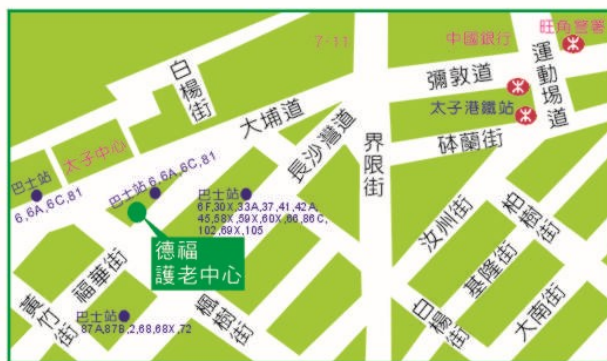 7-11
中國銀行
旺角警署
白楊街
彌敦道
運動場道
太子港鐵站
大埔道
長沙灣道
界限街
砵蘭街
太子中心
巴士站
6,6A,6C,81
巴士站 6,6A,6C,81
巴士站
6F,30X,33A,37,41,42A,
45,58X,59X,60X,66,86C,
102,69X,105
德福
護老中心
汝州街
柏樹街
基隆街
大南街
白楊街
楓樹街
福華街
黃竹街
巴士站
87A,87B,2,68,68X,72